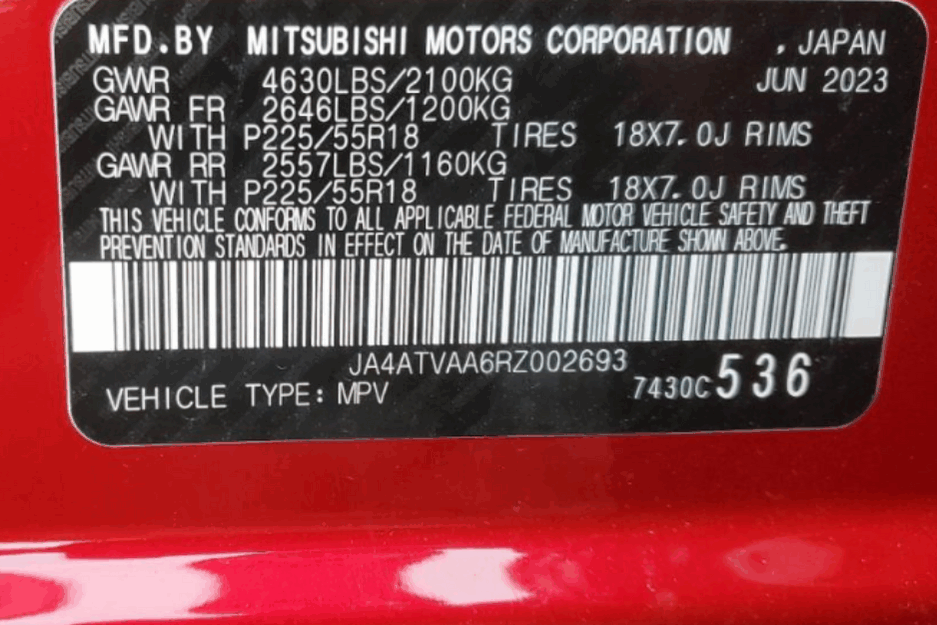 MFD.BY MITSUBISHI MOTORS CORPORATION , JAPAN
GWWR 4630LBS/2100KG JUN 2023
GAWR FR 2646LBS/1200KG
WITH P225/55R18 TIRES 18X7.0J RIMS
GAWR RR 2557LBS/1160KG
WITH P225/55R18 TIRES 18X7.0J RIMS
THIS VEHICLE CONFORMS TO ALL APPLICABLE FEDERAL MOTOR VEHICLE SAFETY AND THEFT
PREVENTION STANDARDS IN EFFECT ON THE DATE OF MANUFACTURE SHOWN ABOVE.
JA4ATVAA6RZ002693
VEHICLE TYPE: MPV 7430C 536